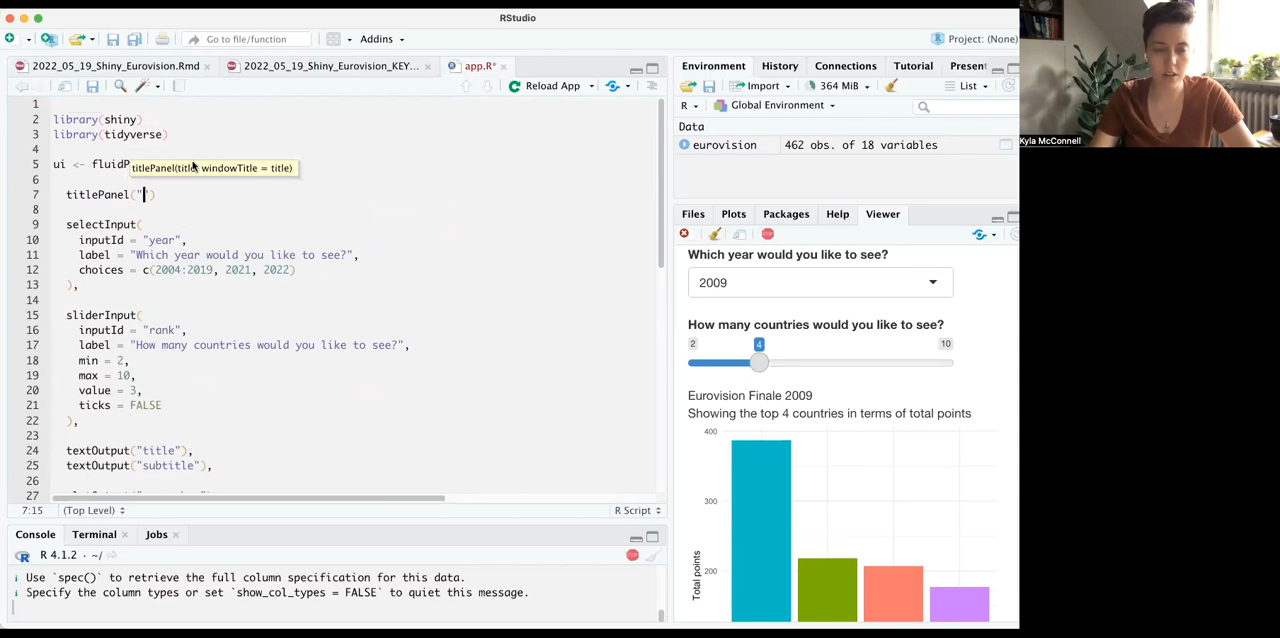 RStudio
Go to file/function
Addins
Project: (None)
2022_05_19_Shiny_Eurovision.Rmd
2022_05_19_Shiny_Eurovision_KEY...
app.R*
Reload App
1
2 library(shiny)
3 library(tidyverse)
4
5 ui <- fluidP
titlePanel(title, windowTitle = title)
6
7 titlePanel("")
8
9 selectInput(
10 inputId = "year",
11 label = "Which year would you like to see?",
12 choices = c(2004:2019, 2021, 2022)
13 ),
14
15 sliderInput(
16 inputId = "rank",
17 label = "How many countries would you like to see?",
18 min = 2,
19 max = 10,
20 value = 3,
21 ticks = FALSE
22 ),
23
24 textOutput("title"),
25 textOutput("subtitle"),
26
27
7:15 (Top Level) R Script
Console Terminal Jobs
R 4.1.2 · ~/
i Use `spec()` to retrieve the full column specification for this data.
i Specify the column types or set `show_col_types = FALSE` to quiet this message.
Environment History Connections Tutorial Present
Import 364 MiB List
R Global Environment
Data
eurovision 462 obs. of 18 variables
Files Plots Packages Help Viewer
Which year would you like to see?
2009
How many countries would you like to see?
2 4 10
Eurovision Finale 2009
Showing the top 4 countries in terms of total points
400
300
200
Total points
Kyla McConnell